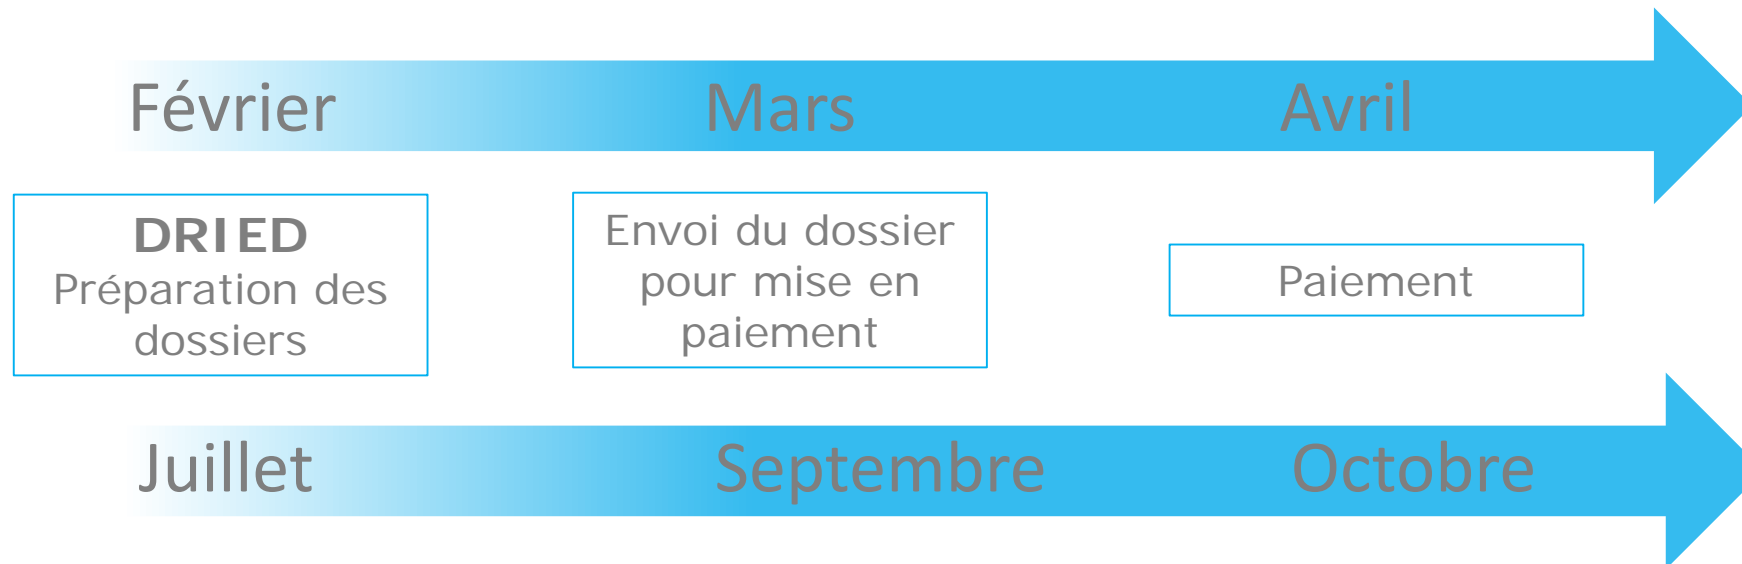 Février Mars Avril
DRIED
Préparation des
dossiers
Envoi du dossier
pour mise en
paiement
Paiement
Juillet Septembre Octobre